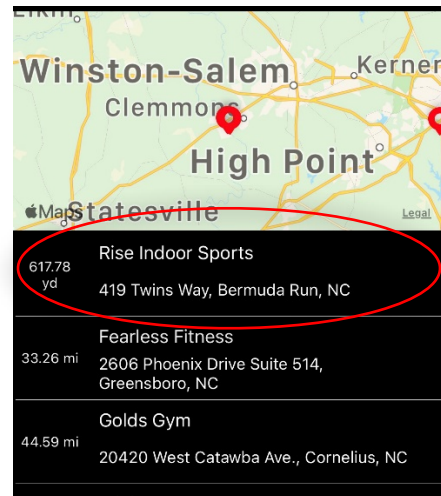 Elkin
Winston-Salem
Kerner
Clemmons
High Point
Maps
Statesville
Legal
617.78
yd
Rise Indoor Sports
419 Twins Way, Bermuda Run, NC
33.26 mi
Fearless Fitness
2606 Phoenix Drive Suite 514,
Greensboro, NC
44.59 mi
Golds Gym
20420 West Catawba Ave., Cornelius, NC